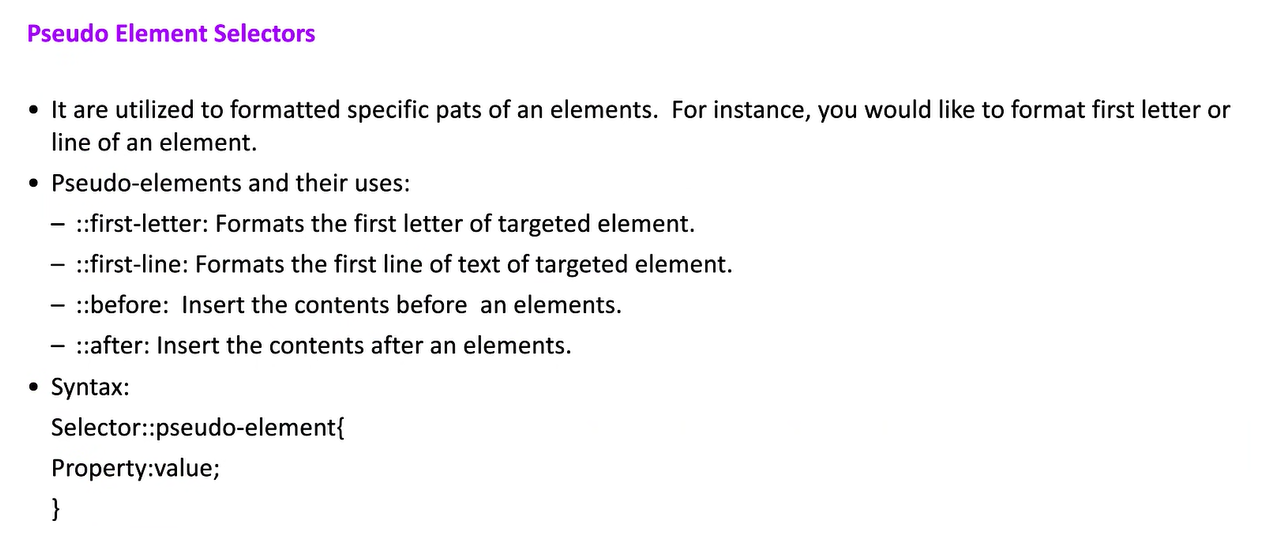 Pseudo Element Selectors
• It are utilized to formatted specific pats of an elements.  For instance, you would like to format first letter or
line of an element.
• Pseudo-elements and their uses:
– ::first-letter: Formats the first letter of targeted element.
– ::first-line: Formats the first line of text of targeted element.
– ::before:  Insert the contents before  an elements.
– ::after: Insert the contents after an elements.
• Syntax:
Selector::pseudo-element{
Property:value;
}